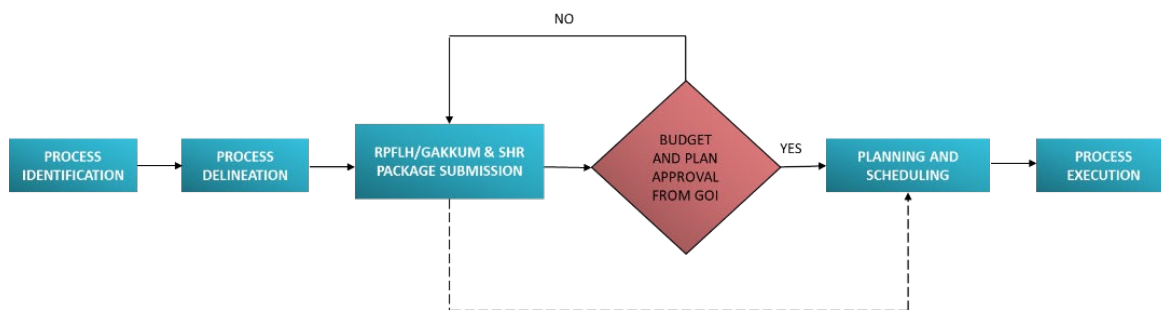 NO
PROCESS
IDENTIFICATION
PROCESS
DELINEATION
RPFLH/GAKKUM & SHR
PACKAGE SUBMISSION
BUDGET
AND PLAN
APPROVAL
FROM GOI
YES
PLANNING AND
SCHEDULING
PROCESS
EXECUTION